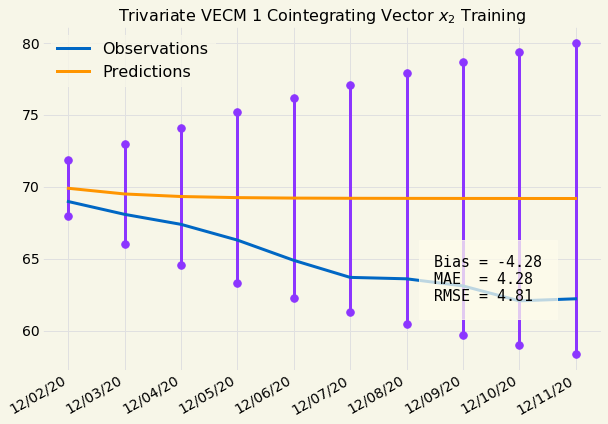 Trivariate VECM 1 Cointegrating Vector x₂ Training
Observations
Predictions
80
75
70
65
60
Bias = -4.28
MAE  = 4.28
RMSE = 4.81
12/02/20
12/03/20
12/04/20
12/05/20
12/06/20
12/07/20
12/08/20
12/09/20
12/10/20
12/11/20